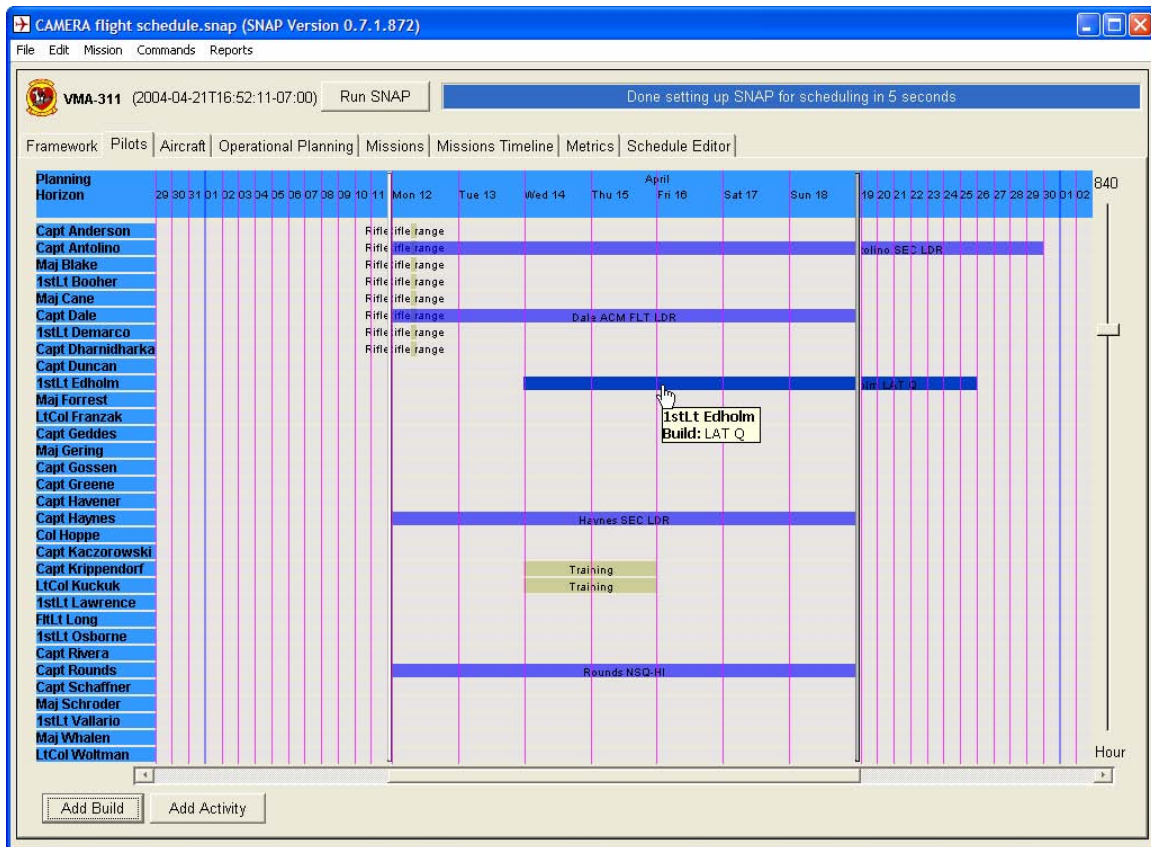 CAMERA flight schedule.snap (SNAP Version 0.7.1.872)
File Edit Mission Commands Reports
VMA-311 (2004-04-21T16:52:11-07:00) Run SNAP Done setting up SNAP for scheduling in 5 seconds
Framework Pilots Aircraft Operational Planning Missions Missions Timeline Metrics Schedule Editor
Planning April
Horizon 29 30 31 01 02 03 04 05 06 07 08 09 10 11 Mon 12 Tue 13 Wed 14 Thu 15 Fri 16 Sat 17 Sun 18 19 20 21 22 23 24 25 26 27 28 29 30 01 02 840
Capt Anderson Rifle ifle range
Capt Antolino Rifle ifle range tolino SEC LDR
Maj Blake Rifle ifle range
1stLt Booher Rifle ifle range
Maj Cane Rifle ifle range
Capt Dale Rifle ifle range Dale ACM FLT LDR
1stLt Demarco Rifle ifle range
Capt Dharnidharka Rifle ifle range
Capt Duncan
1stLt Edholm olm LAT Q
Maj Forrest
LtCol Franzak 1stLt Edholm
Capt Geddes Build: LAT Q
Maj Gering
Capt Gossen
Capt Greene
Capt Havener
Capt Haynes Haynes SEC LDR
Col Hoppe
Capt Kaczorowski
Capt Krippendorf Training
LtCol Kuckuk Training
1stLt Lawrence
FltLt Long
1stLt Osborne
Capt Rivera
Capt Rounds Rounds NSQ-HI
Capt Schaffner
Maj Schroder
1stLt Vallario
Maj Whalen
LtCol Woltman Hour
Add Build Add Activity